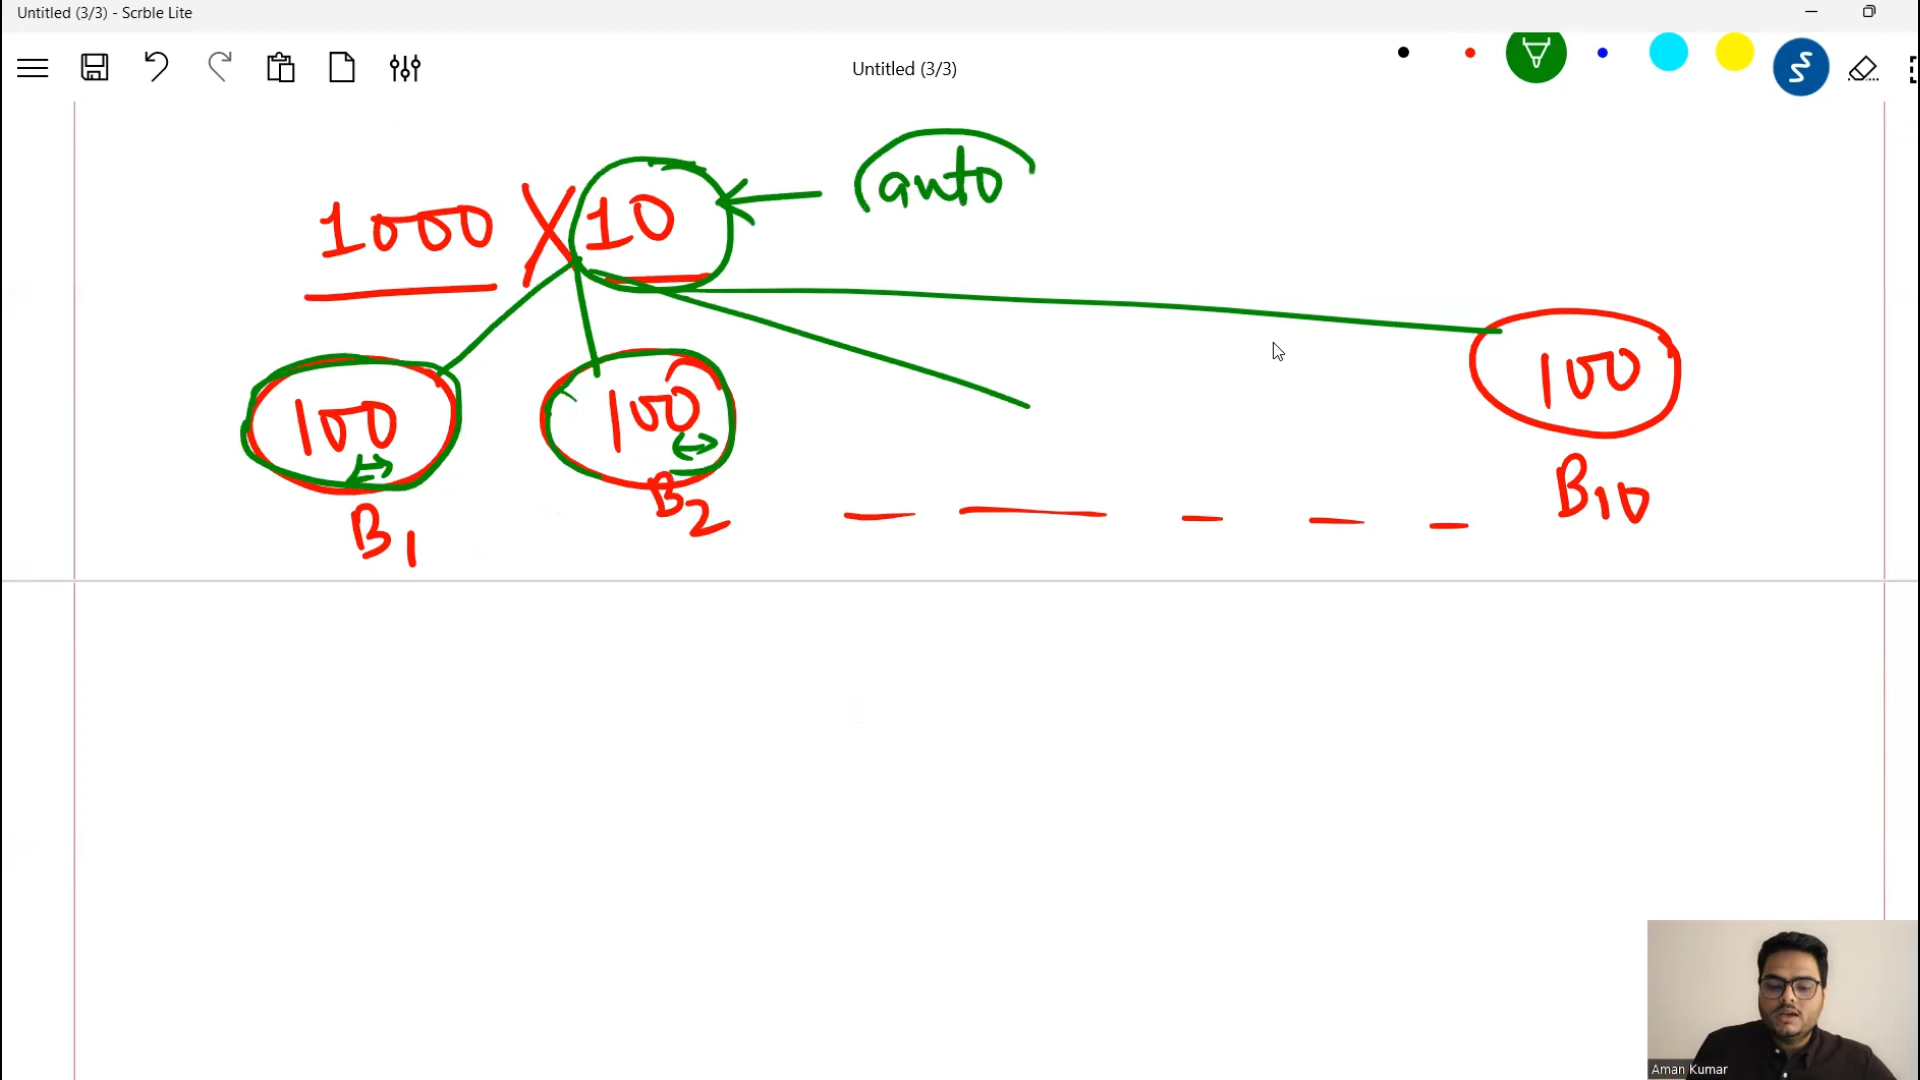 Untitled (3/3) - Scrble Lite
Untitled (3/3)
1000 X 10
auto
100
100
100
B1
B2
B10
Aman Kumar